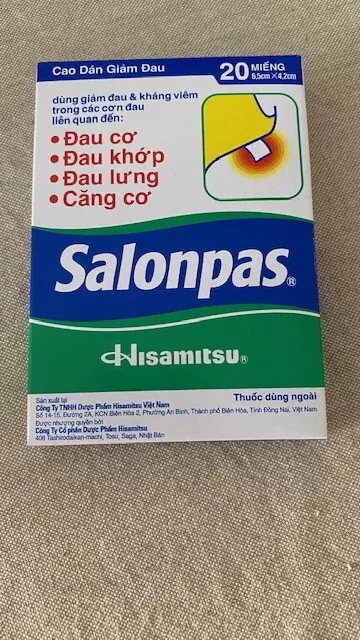 Cao Dán Giảm Đau
20 MIẾNG
6,5cm×4,2cm
dùng giảm đau & kháng viêm
trong các cơn đau
liên quan đến:
• Đau cơ
• Đau khớp
• Đau lưng
• Căng cơ
Salonpas®
Hisamitsu®
Thuốc dùng ngoài
Sản xuất tại
Công Ty TNHH Dược Phẩm Hisamitsu Việt Nam
Số 14-15, Đường 2A, KCN Biên Hòa 2, Phường An Bình, Thành phố Biên Hòa, Tỉnh Đồng Nai, Việt Nam
Được nhượng quyền bởi
Công Ty Cổ phần Dược Phẩm Hisamitsu
408 Tashirodaikan-machi, Tosu, Saga, Nhật Bản